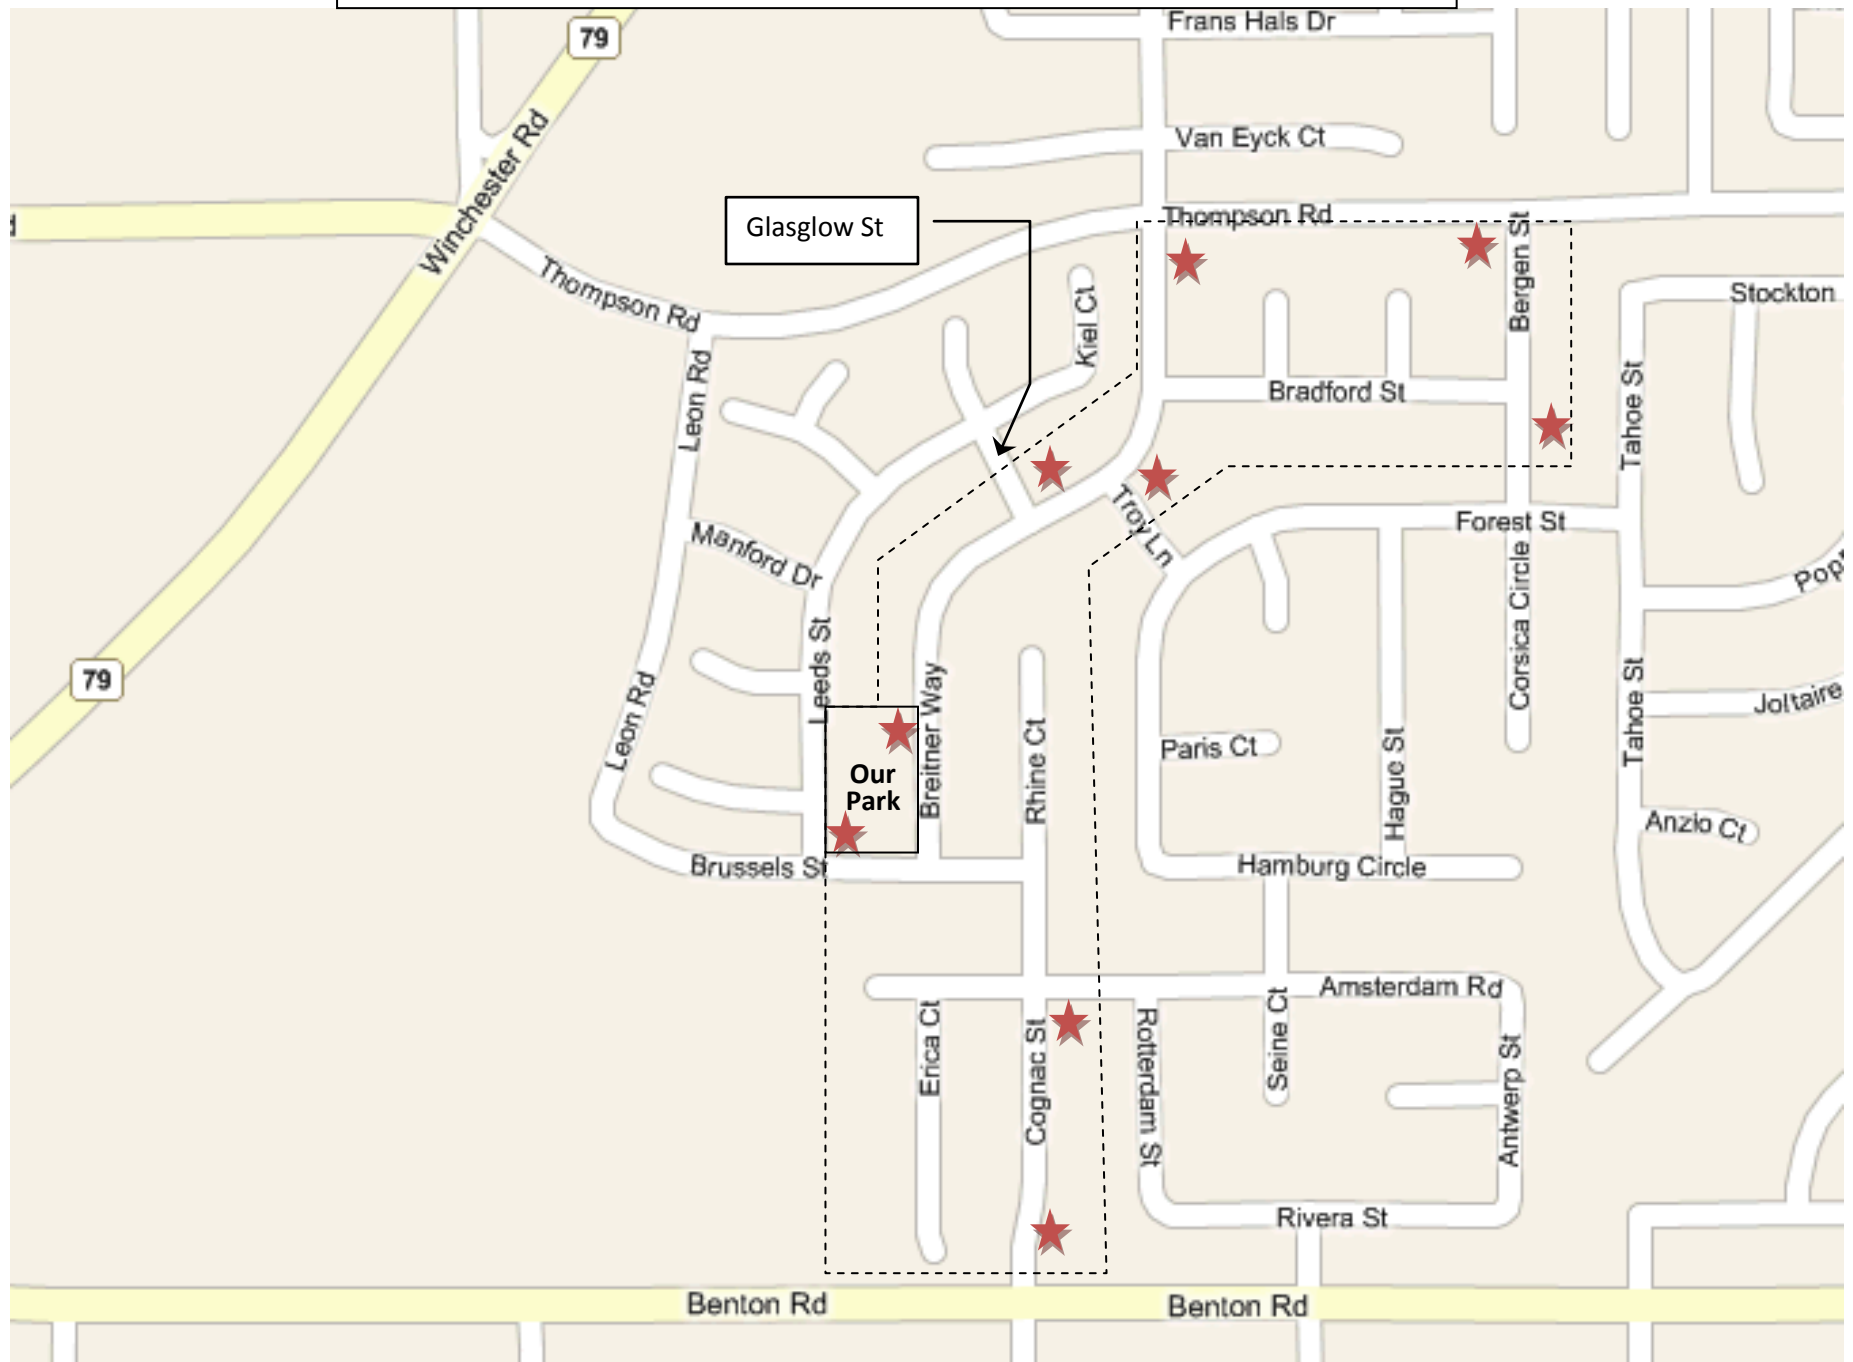 79
Frans Hals Dr
Van Eyck Ct
Winchester Rd
Thompson Rd
Glasglow St
Thompson Rd
Bergen St
Kiel Ct
Stockton
Leon Rd
Bradford St
Tahoe St
Troy Ln
Manford Dr
Forest St
Leeds St
Corsica Circle
79
Leon Rd
Breitner Way
Rhine Ct
Paris Ct
Hague St
Tahoe St
Joltaire
Our
Park
Anzio Ct
Brussels St
Hamburg Circle
Amsterdam Rd
Erica Ct
Cognac St
Rotterdam St
Seine Ct
Antwerp St
Rivera St
Benton Rd
Benton Rd